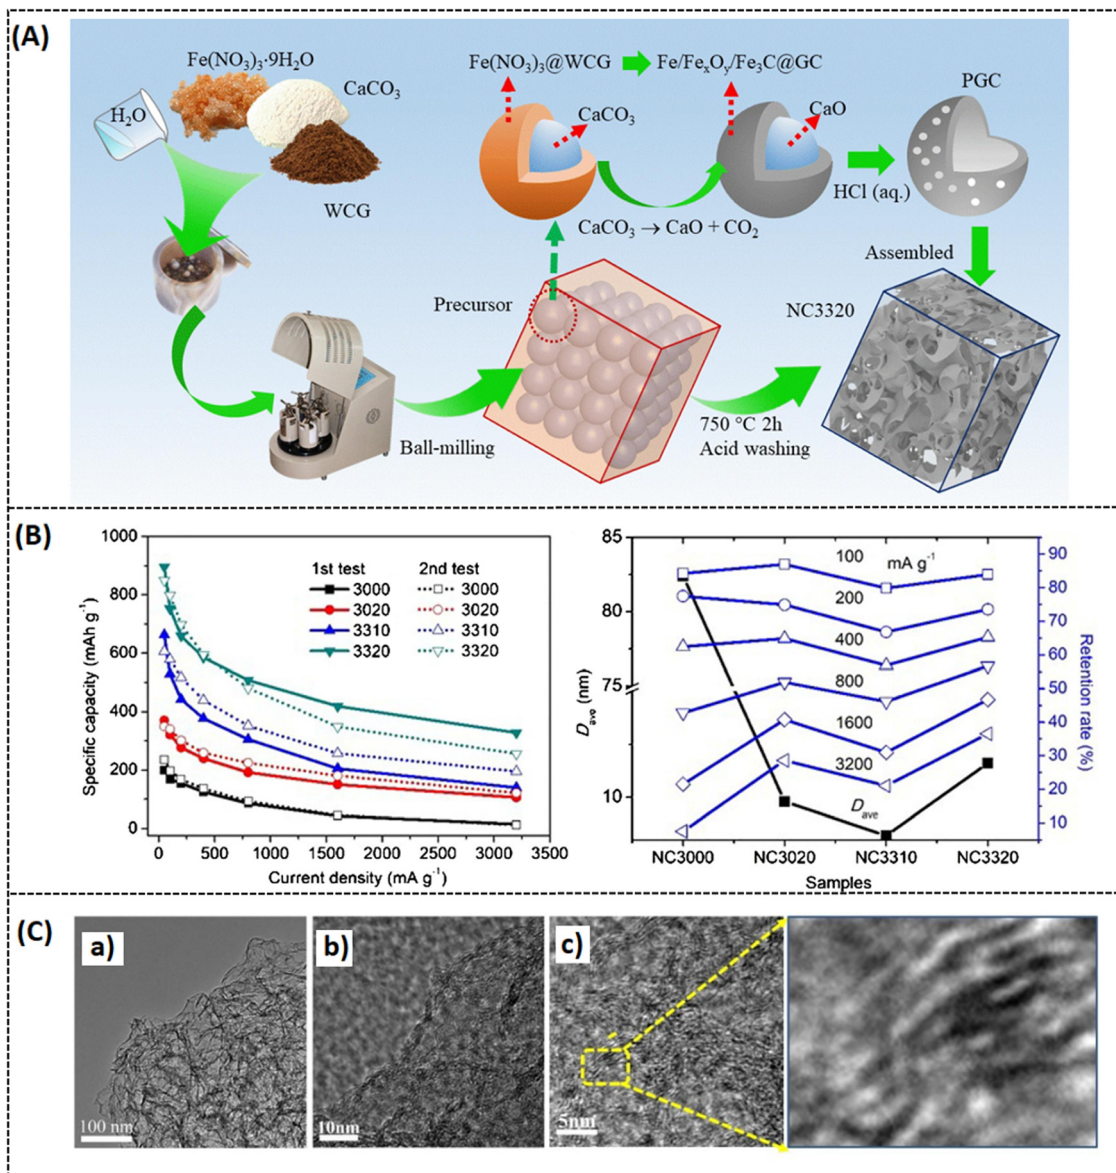 (A)
Fe(NO₃)₃·9H₂O
CaCO₃
H₂O
WCG
Fe(NO₃)₃@WCG
Fe/FeₓOᵧ/Fe₃C@GC
PGC
CaCO₃
CaO
HCl (aq.)
CaCO₃ → CaO + CO₂
Assembled
Precursor
NC3320
Ball-milling
750 °C 2h
Acid washing
(B)
1000
800
600
400
200
0
Specific capacity (mAh g⁻¹)
1st test 2nd test
3000 3000
3020 3020
3310 3310
3320 3320
0 500 1000 1500 2000 2500 3000 3500
Current density (mA g⁻¹)
85
80
75
10
D_ave (nm)
100 mA g⁻¹
200
400
800
1600
3200
D_ave
90
80
70
60
50
40
30
20
10
Retention rate (%)
NC3000 NC3020 NC3310 NC3320
Samples
(C)
a)
100 nm
b)
10nm
c)
5nm